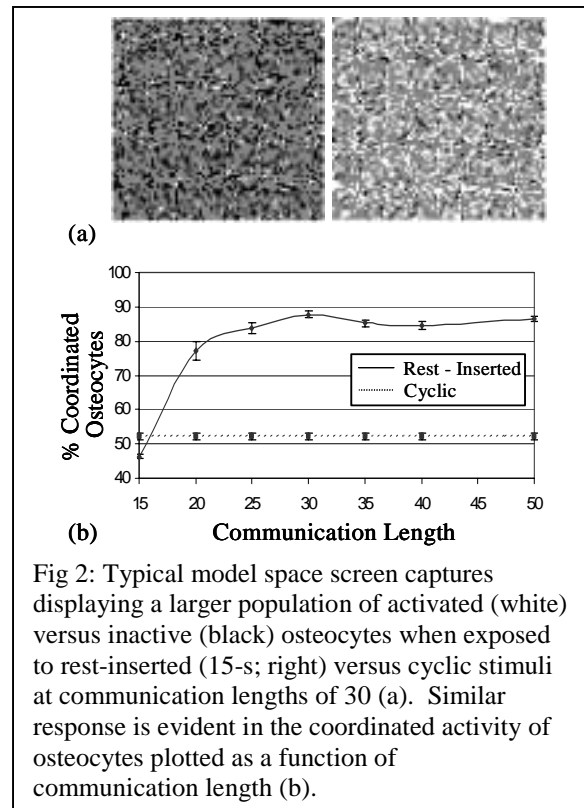 (a)
100
90
80
70
60
50
40
% Coordinated
Osteocytes
Rest - Inserted
Cyclic
15 20 25 30 35 40 45 50
(b) Communication Length
Fig 2: Typical model space screen captures
displaying a larger population of activated (white)
versus inactive (black) osteocytes when exposed
to rest-inserted (15-s; right) versus cyclic stimuli
at communication lengths of 30 (a).  Similar
response is evident in the coordinated activity of
osteocytes plotted as a function of
communication length (b).